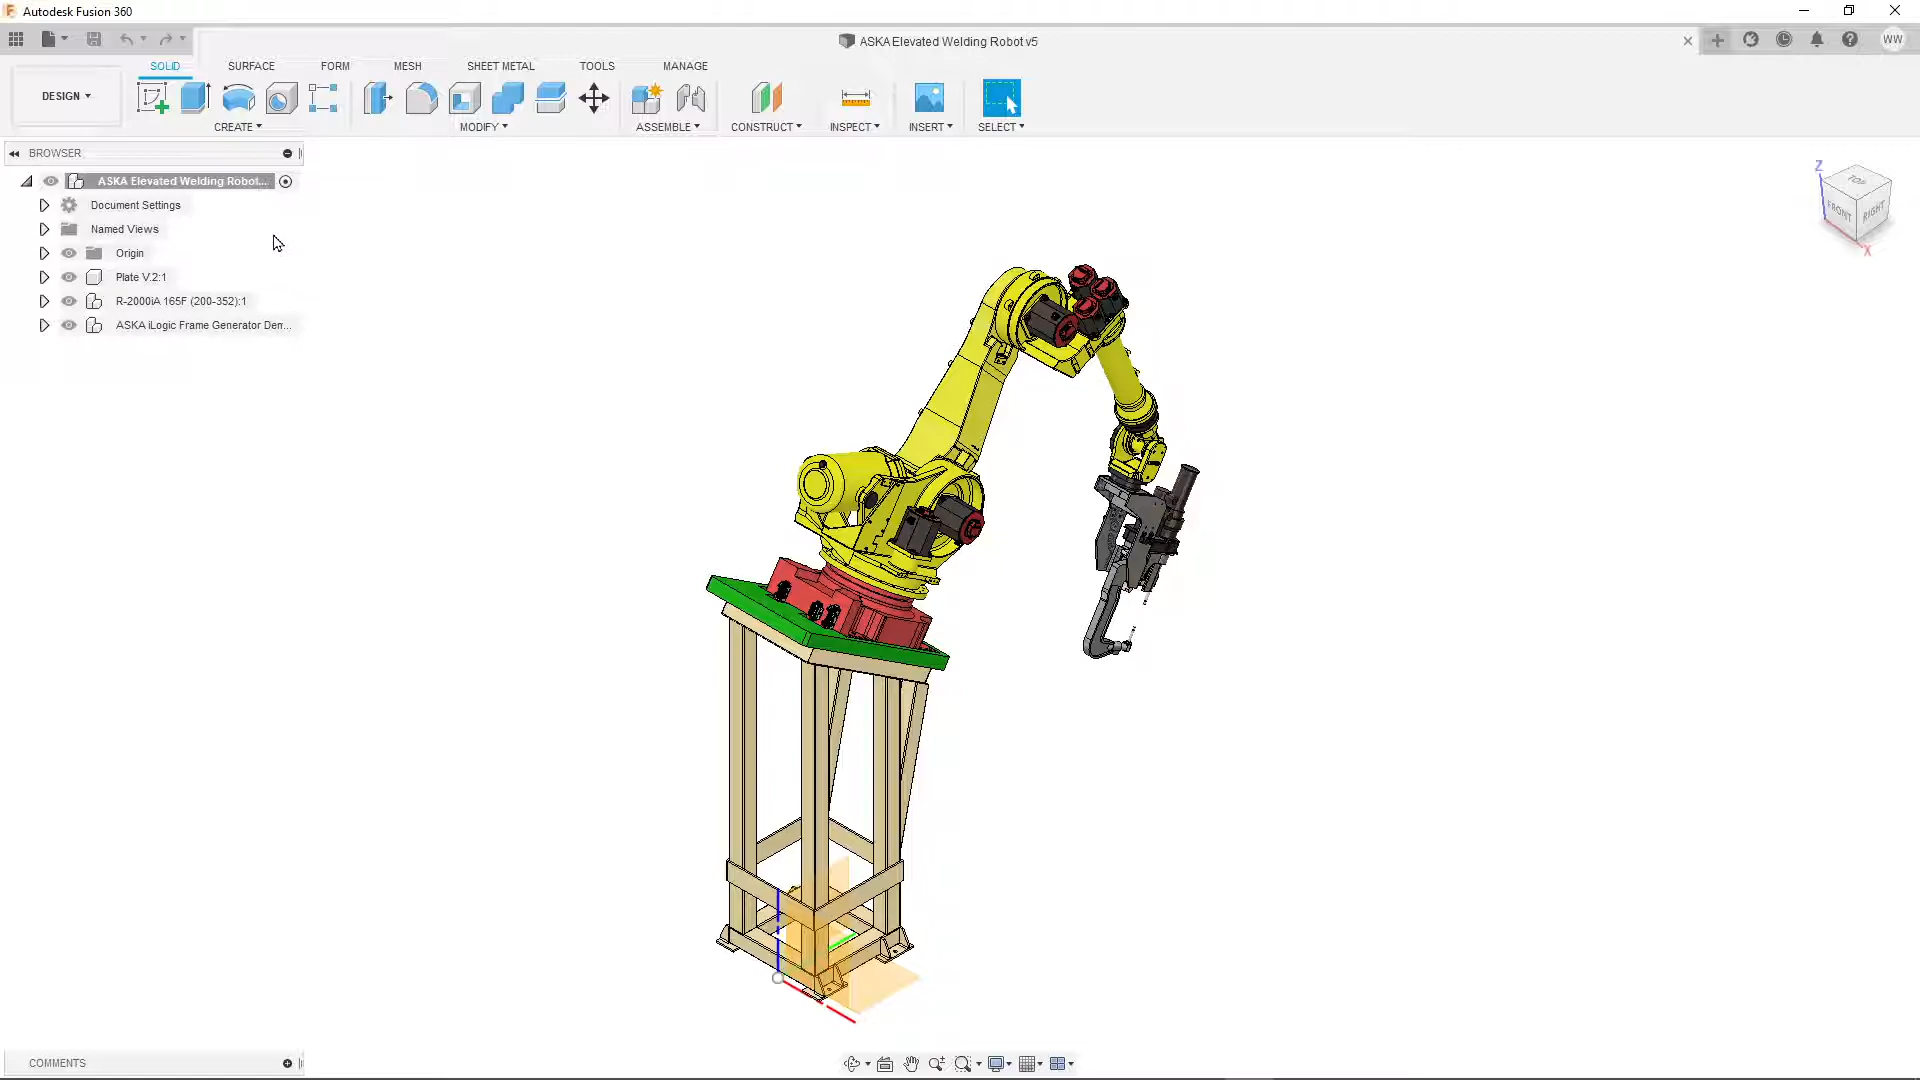 Autodesk Fusion 360
ASKA Elevated Welding Robot v5
WW
SOLID SURFACE FORM MESH SHEET METAL TOOLS MANAGE
DESIGN
CREATE MODIFY ASSEMBLE CONSTRUCT INSPECT INSERT SELECT
BROWSER
ASKA Elevated Welding Robot...
Document Settings
Named Views
Origin
Plate V.2:1
R-2000iA 165F (200-352):1
ASKA iLogic Frame Generator Den...
Z
TOP
FRONT RIGHT
X
COMMENTS